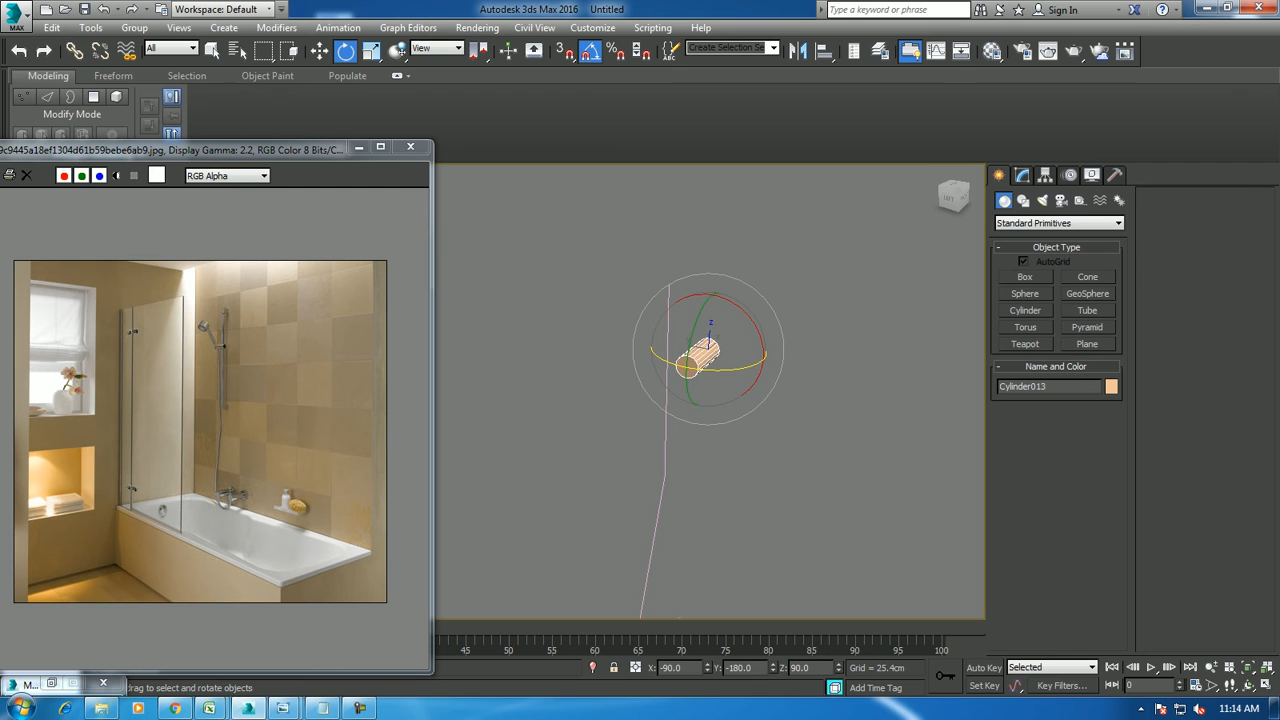 MAX
Workspace: Default
Autodesk 3ds Max 2016 Untitled
Type a keyword or phrase
Sign In
Edit Tools Group Views Create Modifiers Animation Graph Editors Rendering Civil View Customize Scripting Help
All
View
3
Create Selection Se
Modeling Freeform Selection Object Paint Populate
Modify Mode
9c9445a18ef1304d61b59bebe6ab9.jpg, Display Gamma: 2.2, RGB Color 8 Bits/C...
RGB Alpha
Standard Primitives
- Object Type
AutoGrid
Box Cone
Sphere GeoSphere
Cylinder Tube
Torus Pyramid
Teapot Plane
- Name and Color
Cylinder013
z
45 50 55 60 65 70 75 80 85 90 95 100
X: -90.0 Y: -180.0 Z: 90.0 Grid = 25.4cm
Auto Key Selected
M...
drag to select and rotate objects
Add Time Tag
Set Key Key Filters... 0
11:14 AM